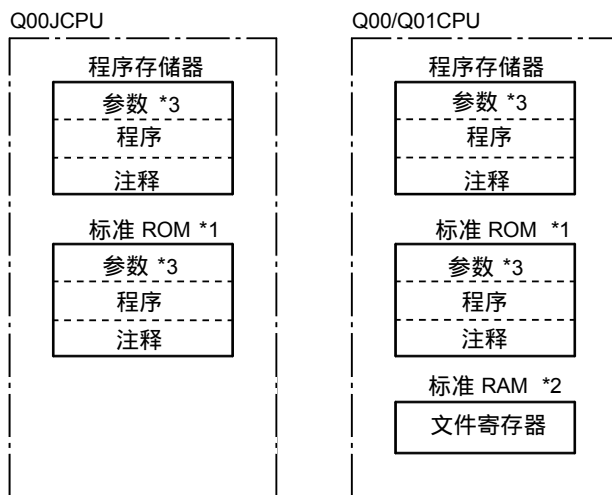 Q00JCPU
程序存储器
参数 *3
程序
注释
标准 ROM *1
参数 *3
程序
注释
Q00/Q01CPU
程序存储器
参数 *3
程序
注释
标准 ROM *1
参数 *3
程序
注释
标准 RAM *2
文件寄存器